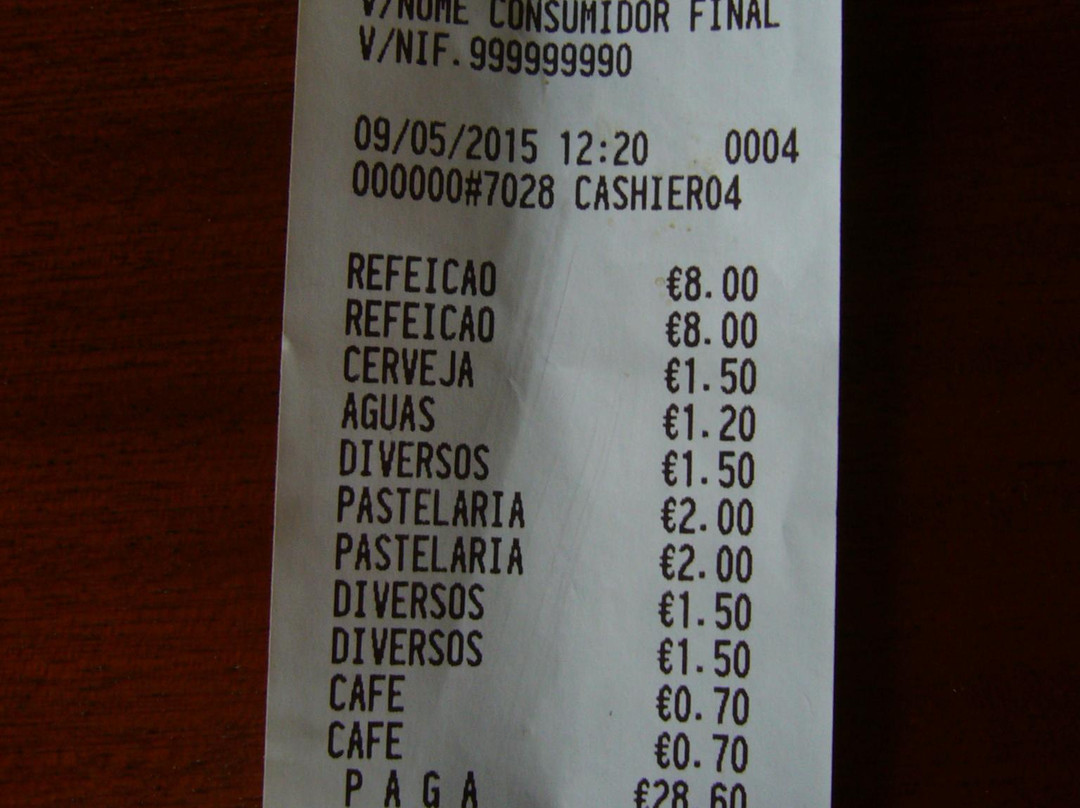 V/NOME CONSUMIDOR FINAL
V/NIF. 999999990
09/05/2015 12:20 0004
000000#7028 CASHIER04
REFEICAO €8.00
REFEICAO €8.00
CERVEJA €1.50
AGUAS €1.20
DIVERSOS €1.50
PASTELARIA €2.00
PASTELARIA €2.00
DIVERSOS €1.50
DIVERSOS €1.50
CAFE €0.70
CAFE €0.70
P A G A €28.60